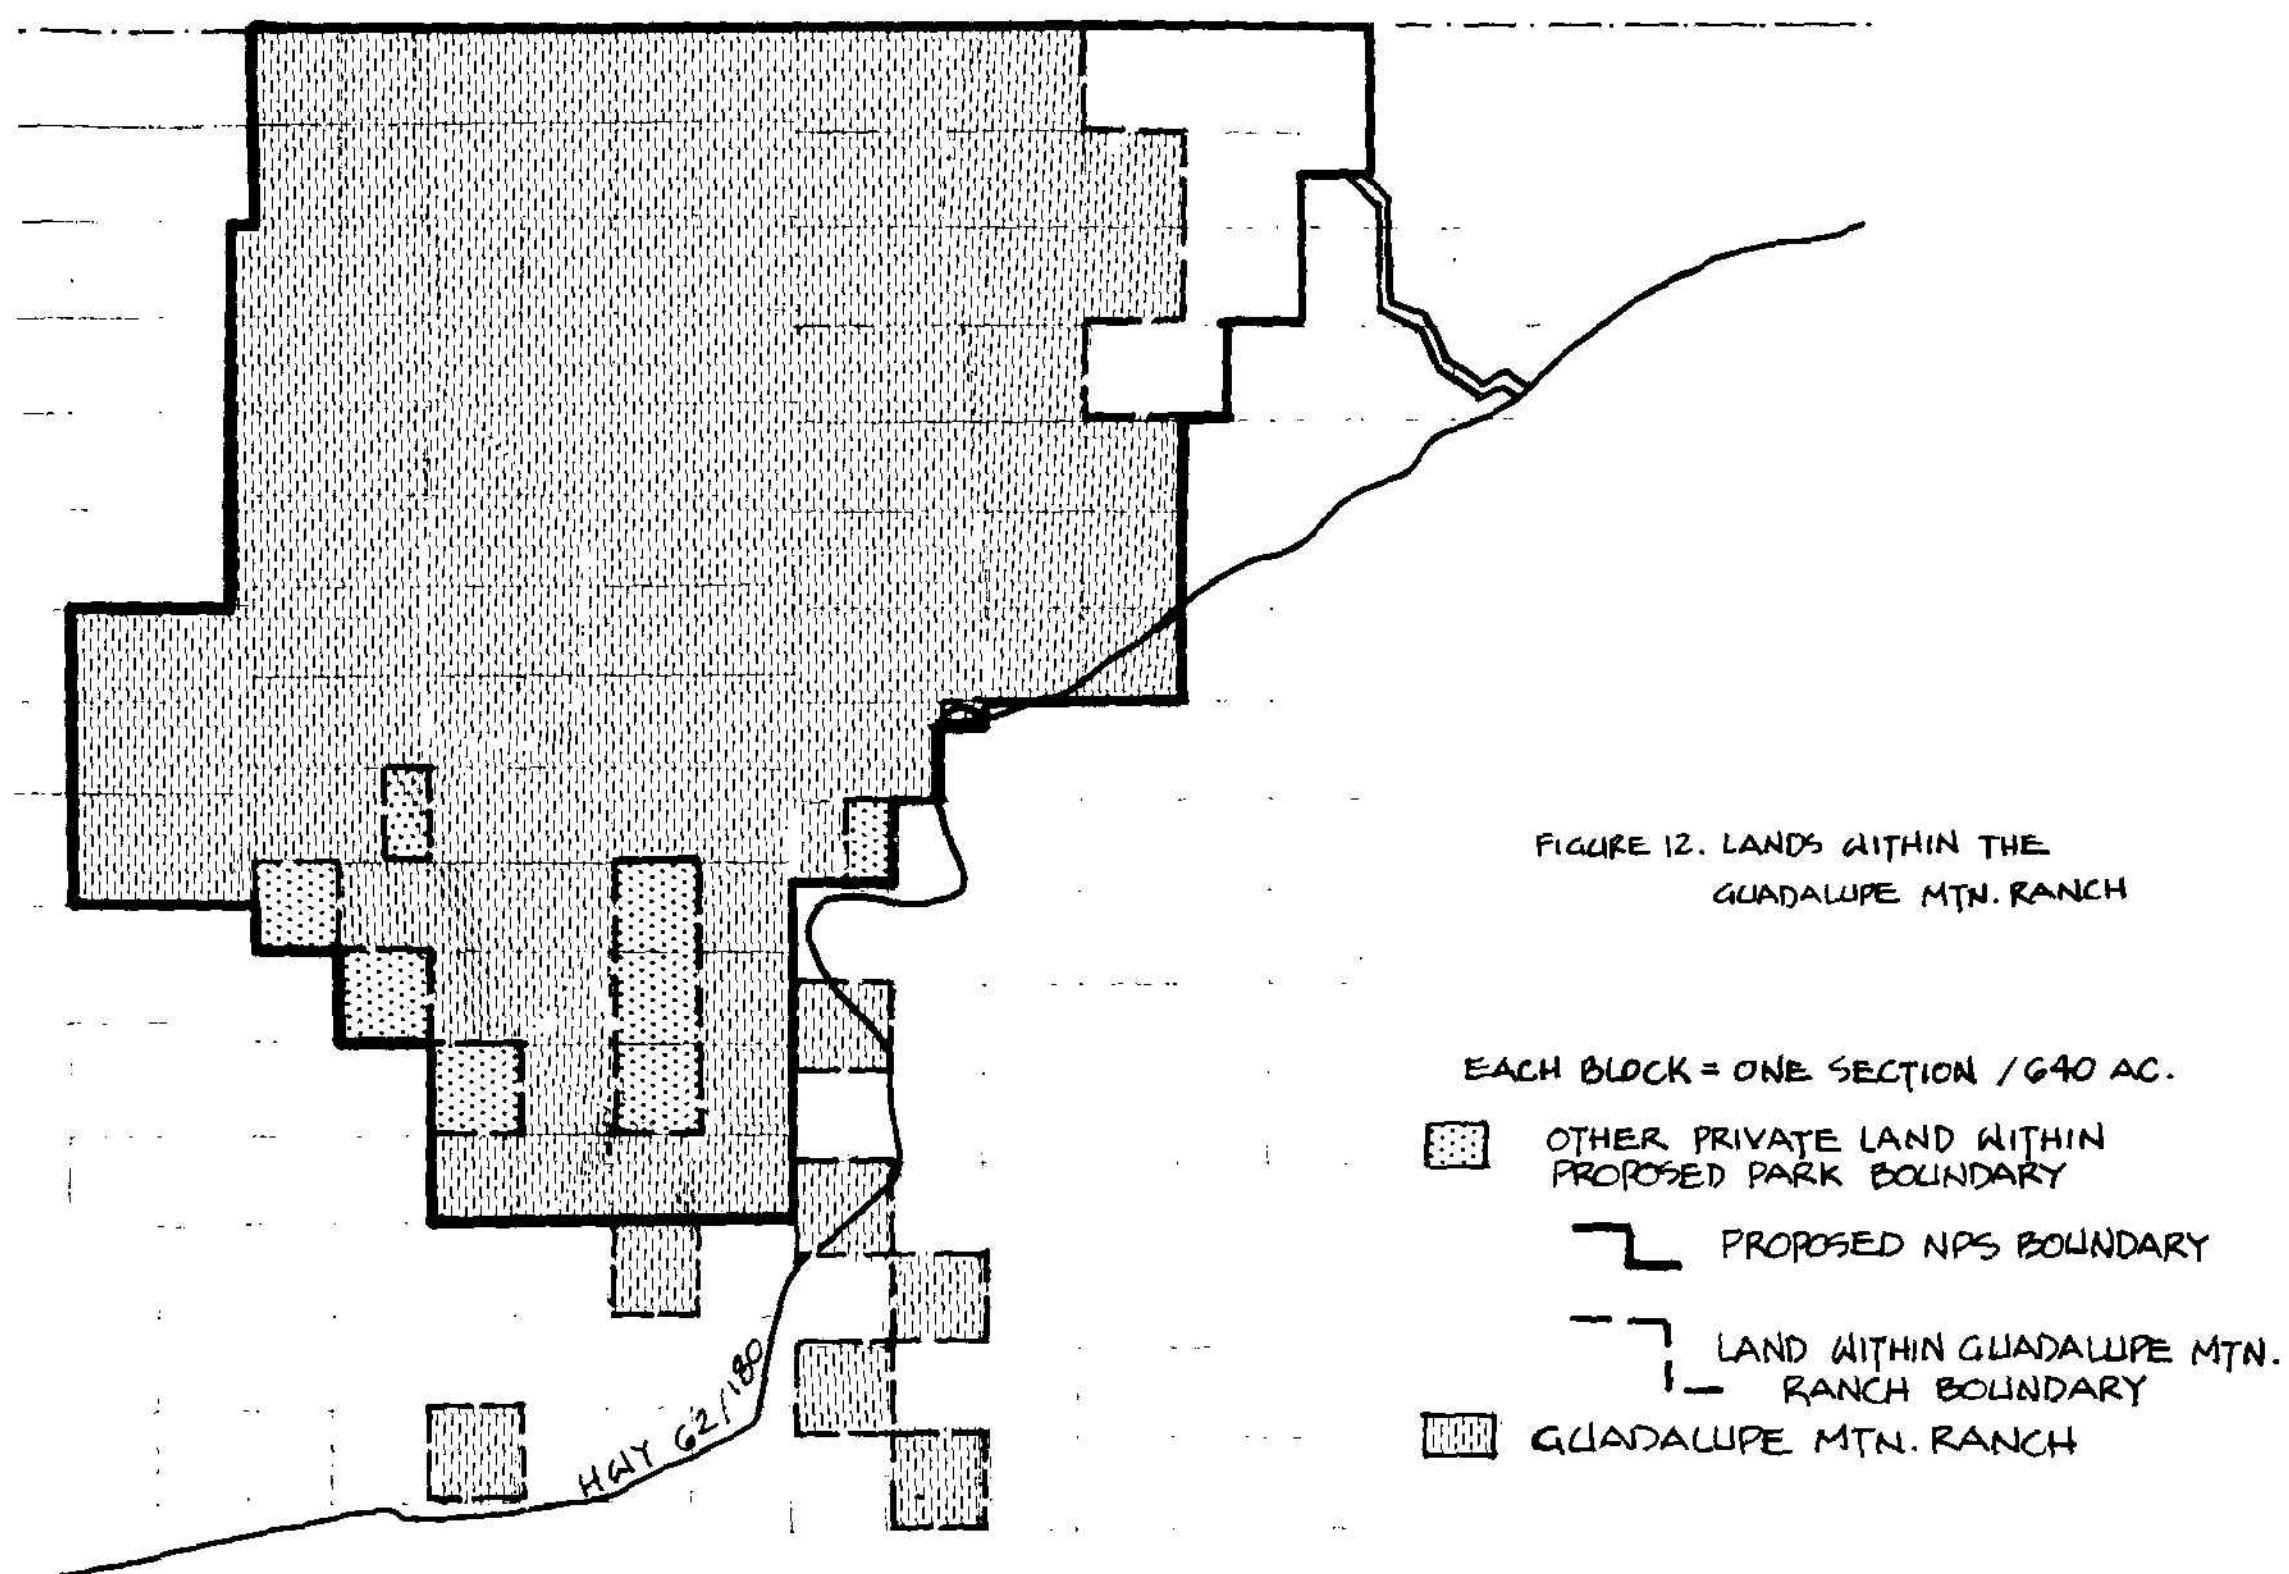 FIGURE 12. LANDS WITHIN THE
GUADALUPE MTN. RANCH
EACH BLOCK = ONE SECTION / 640 AC.
OTHER PRIVATE LAND WITHIN
PROPOSED PARK BOUNDARY
PROPOSED NPS BOUNDARY
LAND WITHIN GUADALUPE MTN.
RANCH BOUNDARY
GUADALUPE MTN. RANCH
HWY 62/180